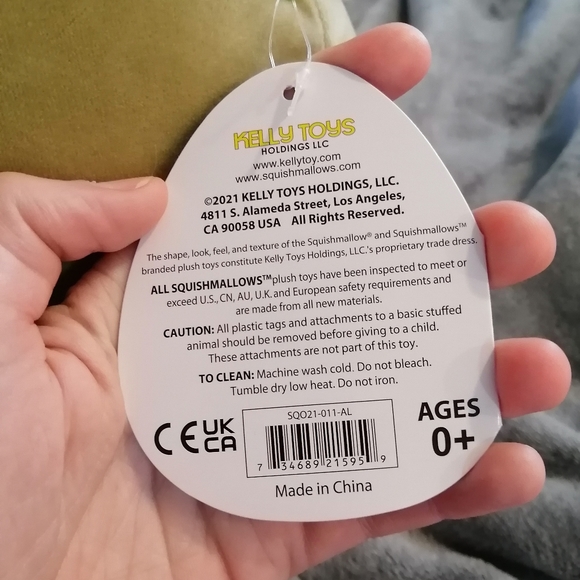 KELLY TOYS
HOLDINGS LLC
www.kellytoy.com
www.squishmallows.com
©2021 KELLY TOYS HOLDINGS, LLC.
4811 S. Alameda Street, Los Angeles,
CA 90058 USA All Rights Reserved.
The shape, look, feel, and texture of the Squishmallow® and Squishmallows™
branded plush toys constitute Kelly Toys Holdings, LLC.'s proprietary trade dress.
ALL SQUISHMALLOWS™plush toys have been inspected to meet or
exceed U.S., CN, AU, U.K. and European safety requirements and
are made from all new materials.
CAUTION: All plastic tags and attachments to a basic stuffed
animal should be removed before giving to a child.
These attachments are not part of this toy.
TO CLEAN: Machine wash cold. Do not bleach.
Tumble dry low heat. Do not iron.
CE UK
CA
SQO21-011-AL
7 34689 21595 9
AGES
0+
Made in China